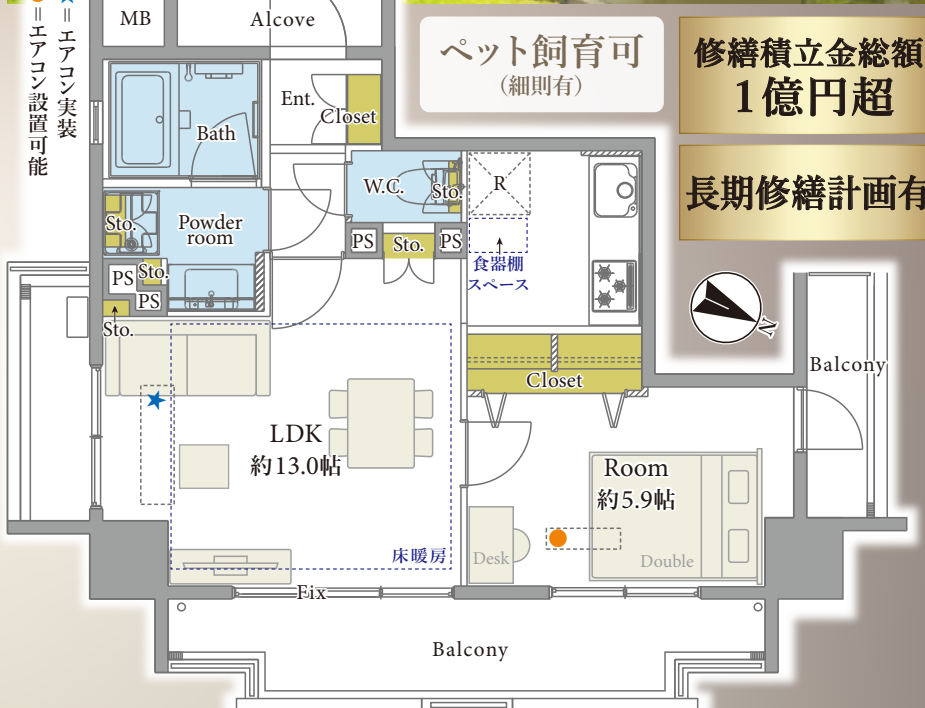 ★＝エアコン実装
●＝エアコン設置可能
MB
Alcove
ペット飼育可
（細則有）
修繕積立金総額
1億円超
長期修繕計画有
Ent.
Closet
Bath
W.C.
Sto.
R
Sto.
Powder
room
PS
Sto.
PS
食器棚
スペース
PS
Sto.
PS
Sto.
N
Balcony
Closet
LDK
約13.0帖
Room
約5.9帖
床暖房
Desk
Double
Fix
Balcony